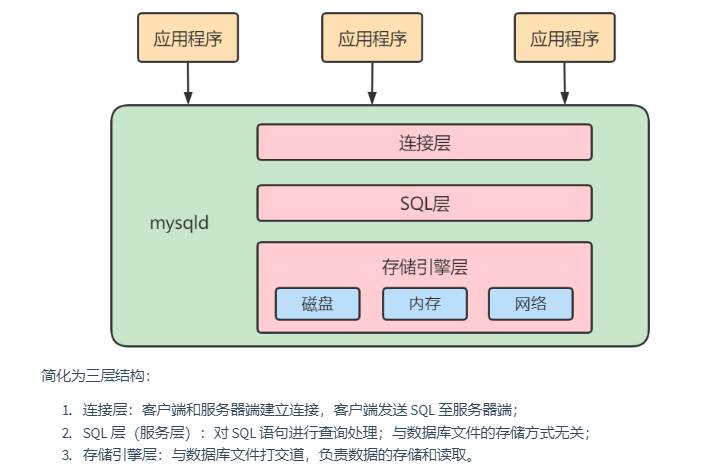 应用程序 应用程序 应用程序
连接层
SQL层
mysqld
存储引擎层
磁盘 内存 网络
简化为三层结构：
1. 连接层：客户端和服务器端建立连接，客户端发送 SQL 至服务器端；
2. SQL 层（服务层）：对 SQL 语句进行查询处理；与数据库文件的存储方式无关；
3. 存储引擎层：与数据库文件打交道，负责数据的存储和读取。